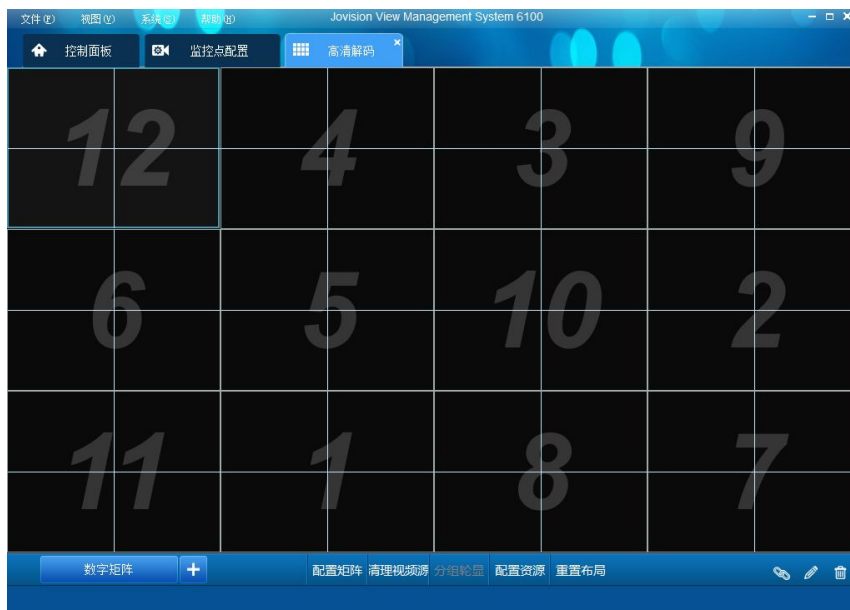 文件(F) 视图(V) 系统(S) 帮助(H) Jovision View Management System 6100
控制面板 监控点配置 高清解码
12 4 3 9
6 5 10 2
11 1 8 7
数字矩阵 + 配置矩阵 清理视频源 分组轮显 配置资源 重置布局